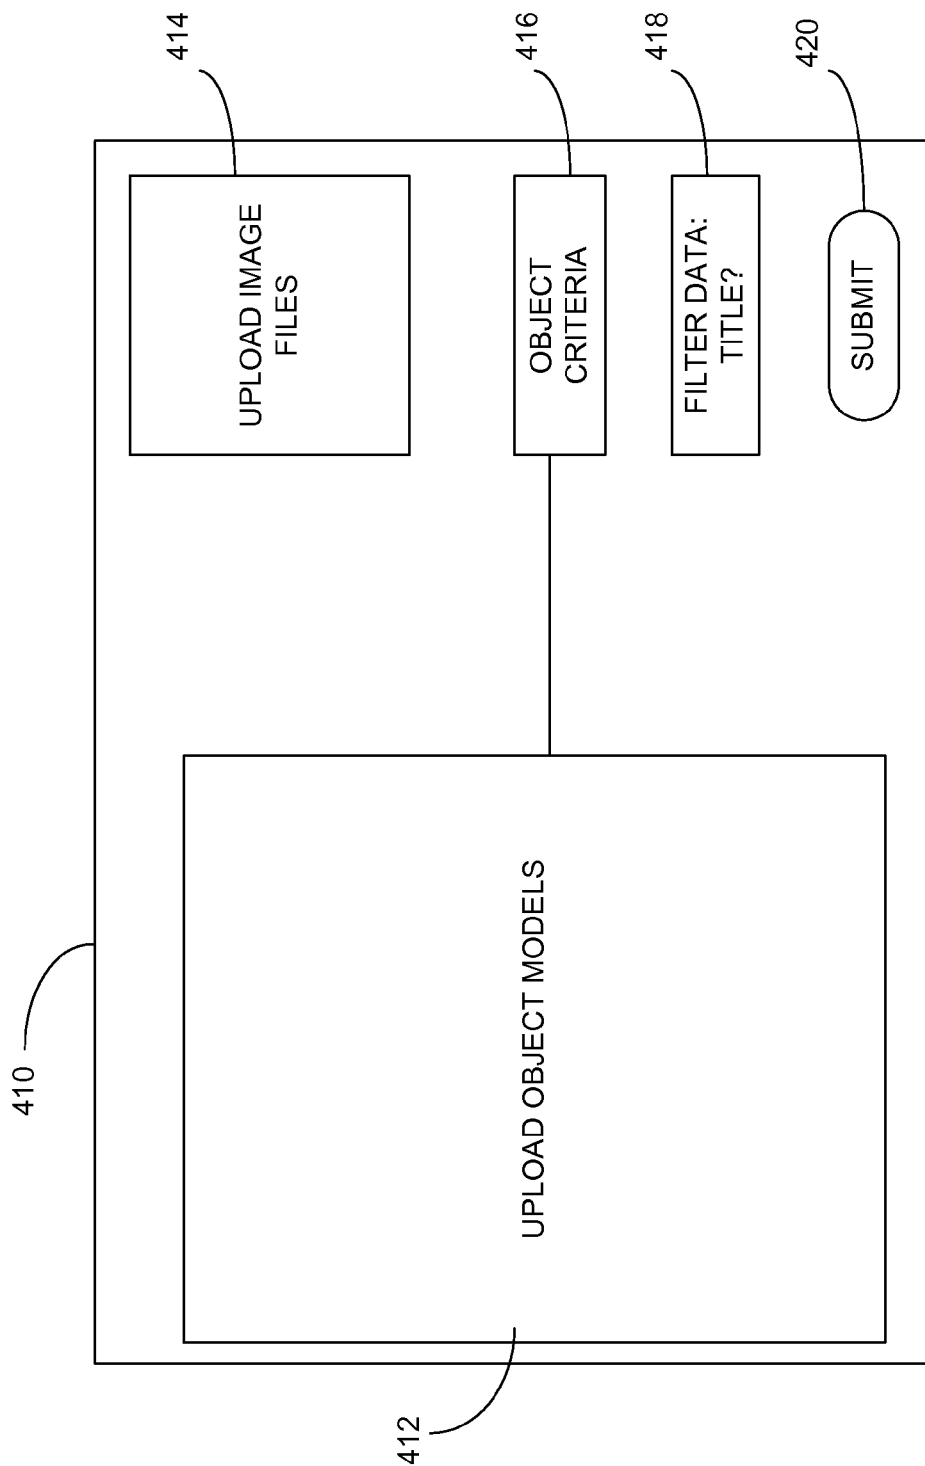 410
412
UPLOAD OBJECT MODELS
UPLOAD IMAGE
FILES
414
OBJECT
CRITERIA
416
FILTER DATA:
TITLE?
418
SUBMIT
420